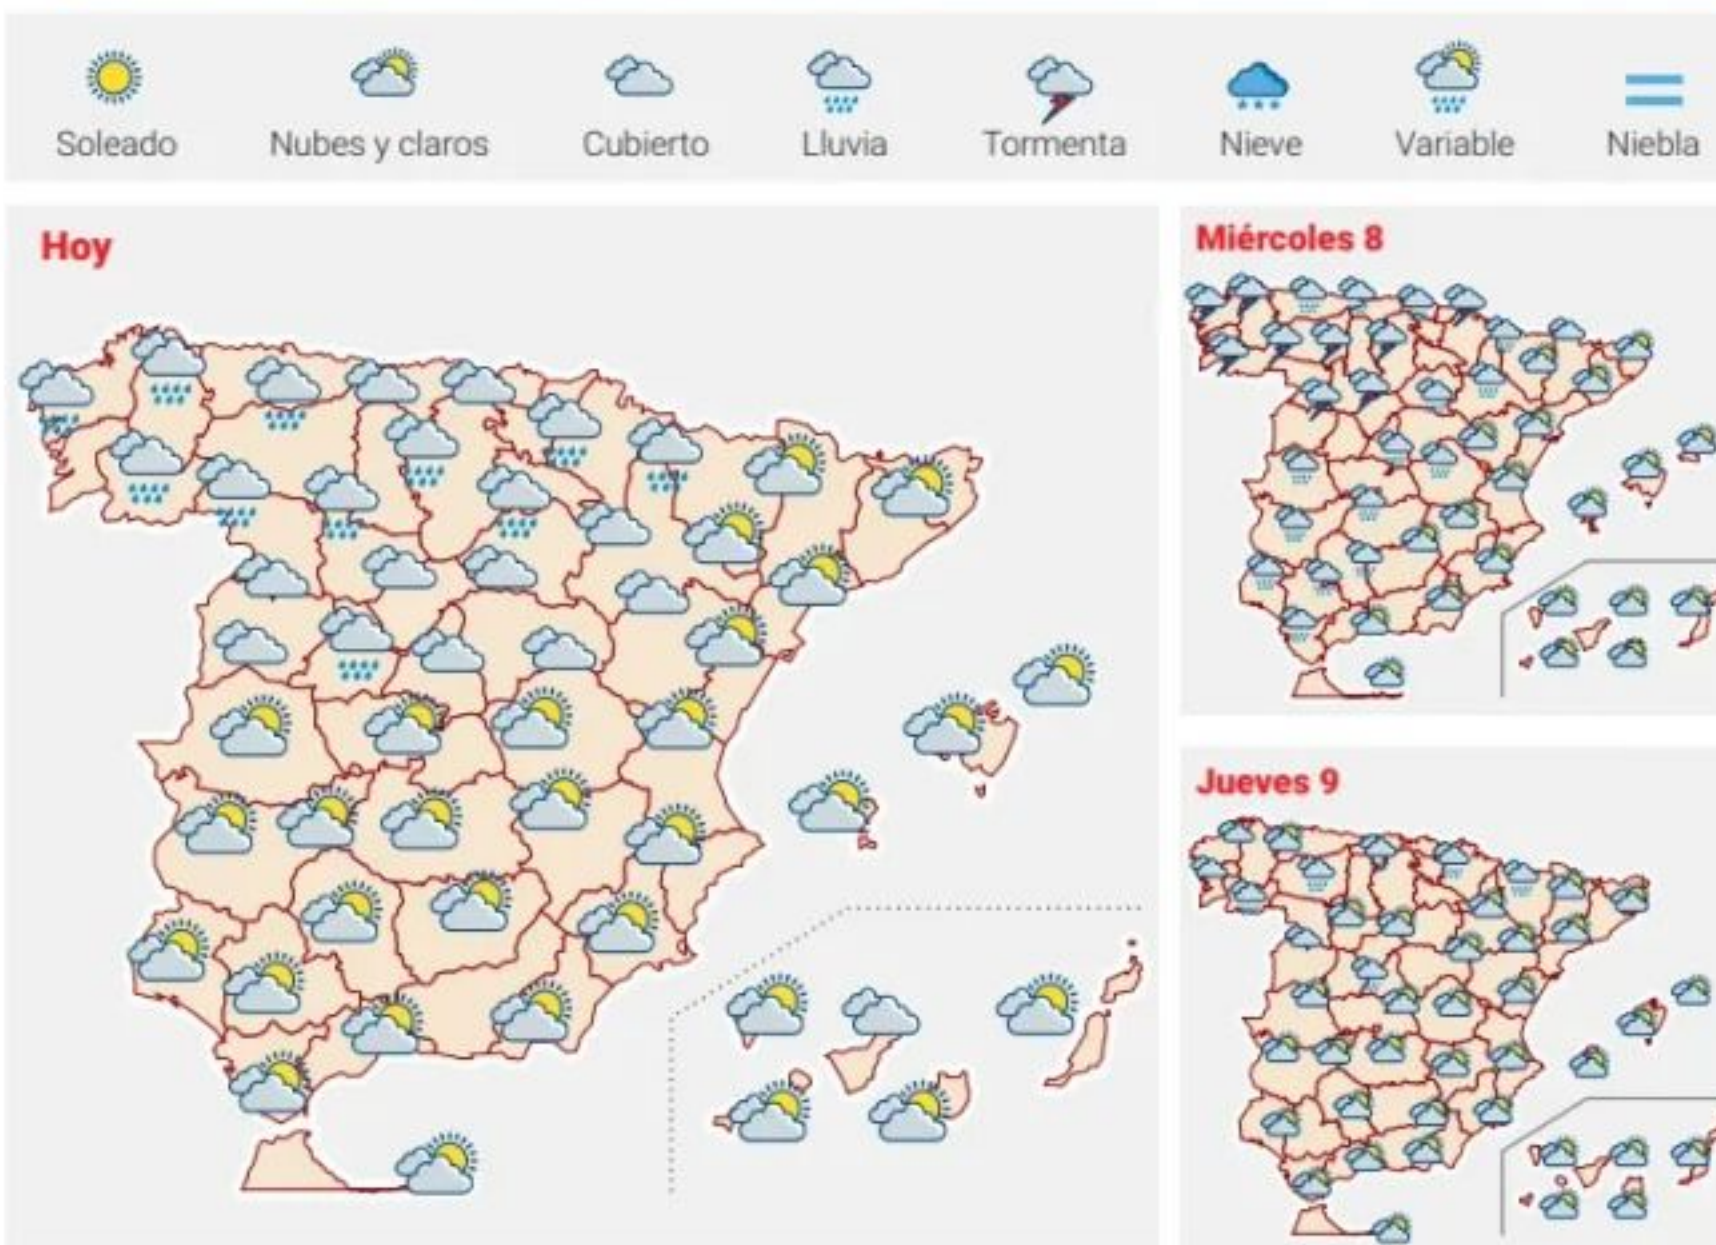 Soleado Nubes y claros Cubierto Lluvia Tormenta Nieve Variable Niebla
Hoy
Miércoles 8
Jueves 9